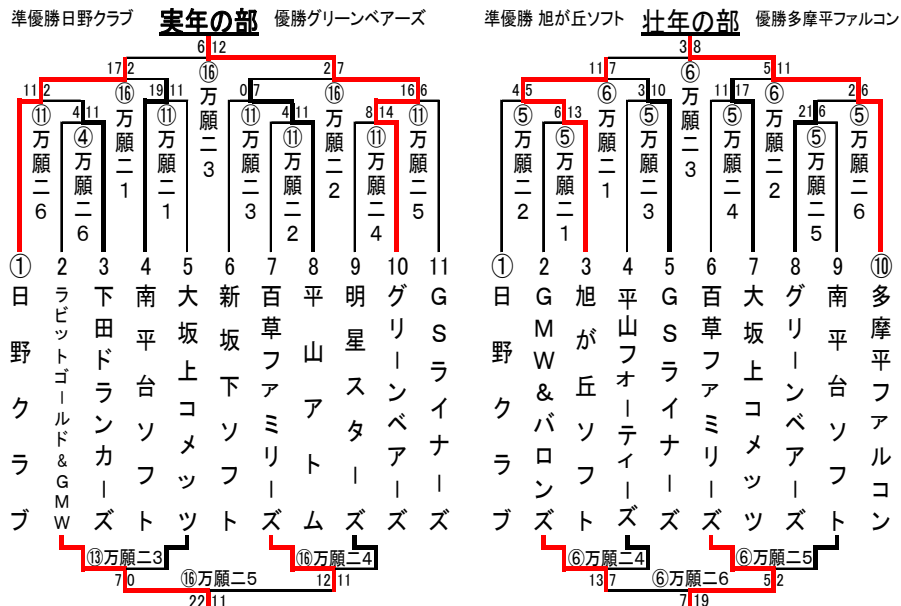 準優勝日野クラブ 実年の部 優勝グリーンベアーズ
6 12
17 2 ⑯万願二3 2 7
11 2 ⑯万願二1 19 11 0 7 ⑯万願二2 16 6
⑪万願二6 4 11 ⑪万願二1 ⑪万願二3 4 11 8 14 ⑪万願二5
④万願二6 ⑪万願二2 ⑪万願二4
①日野クラブ
2ラビットゴールド&GMW
3下田ドランカーズ
4南平台ソフト
5大坂上コメッツ
6新坂下ソフト
7百草ファミリーズ
8平山アトム
9明星スターズ
10グリーンベアーズ
11GSライナーズ
⑬万願二3 ⑯万願二4
7 0 ⑯万願二5 12 11
22 11
準優勝 旭が丘ソフト 壮年の部 優勝多摩平ファルコン
3 8
11 7 ⑥万願二3 5 11
4 5 ⑥万願二1 3 10 11 17 ⑥万願二2 2 6
⑤万願二2 6 13 ⑤万願二3 ⑤万願二4 21 6 ⑤万願二6
⑤万願二1 ⑤万願二5
①日野クラブ
2GMW&バロンズ
3旭が丘ソフト
4平山フォーティーズ
5GSライナーズ
6百草ファミリーズ
7大坂上コメッツ
8グリーンベアーズ
9南平台ソフト
⑩多摩平ファルコン
⑥万願二4 ⑥万願二5
13 7 ⑥万願二6 5 2
7 19